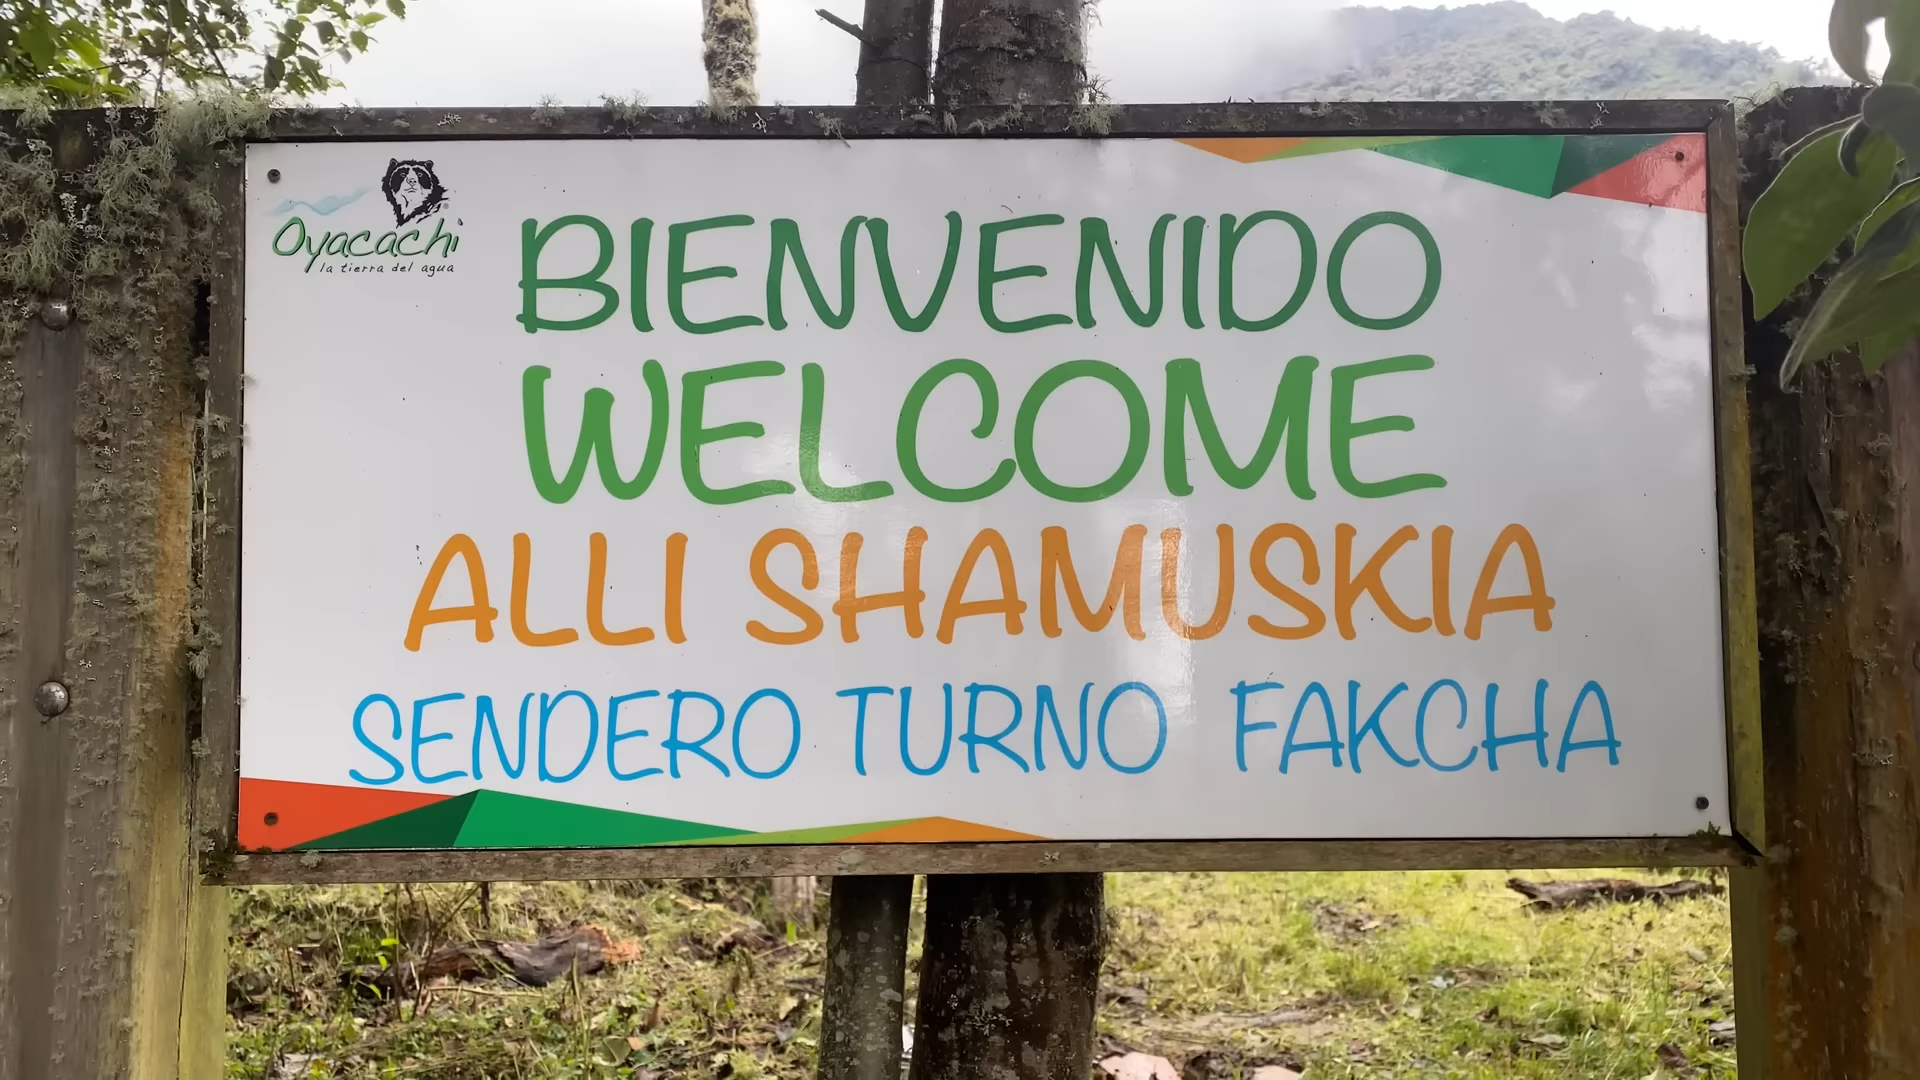 Oyacachi
la tierra del agua
BIENVENIDO
WELCOME
ALLI SHAMUSKIA
SENDERO TURNO FAKCHA